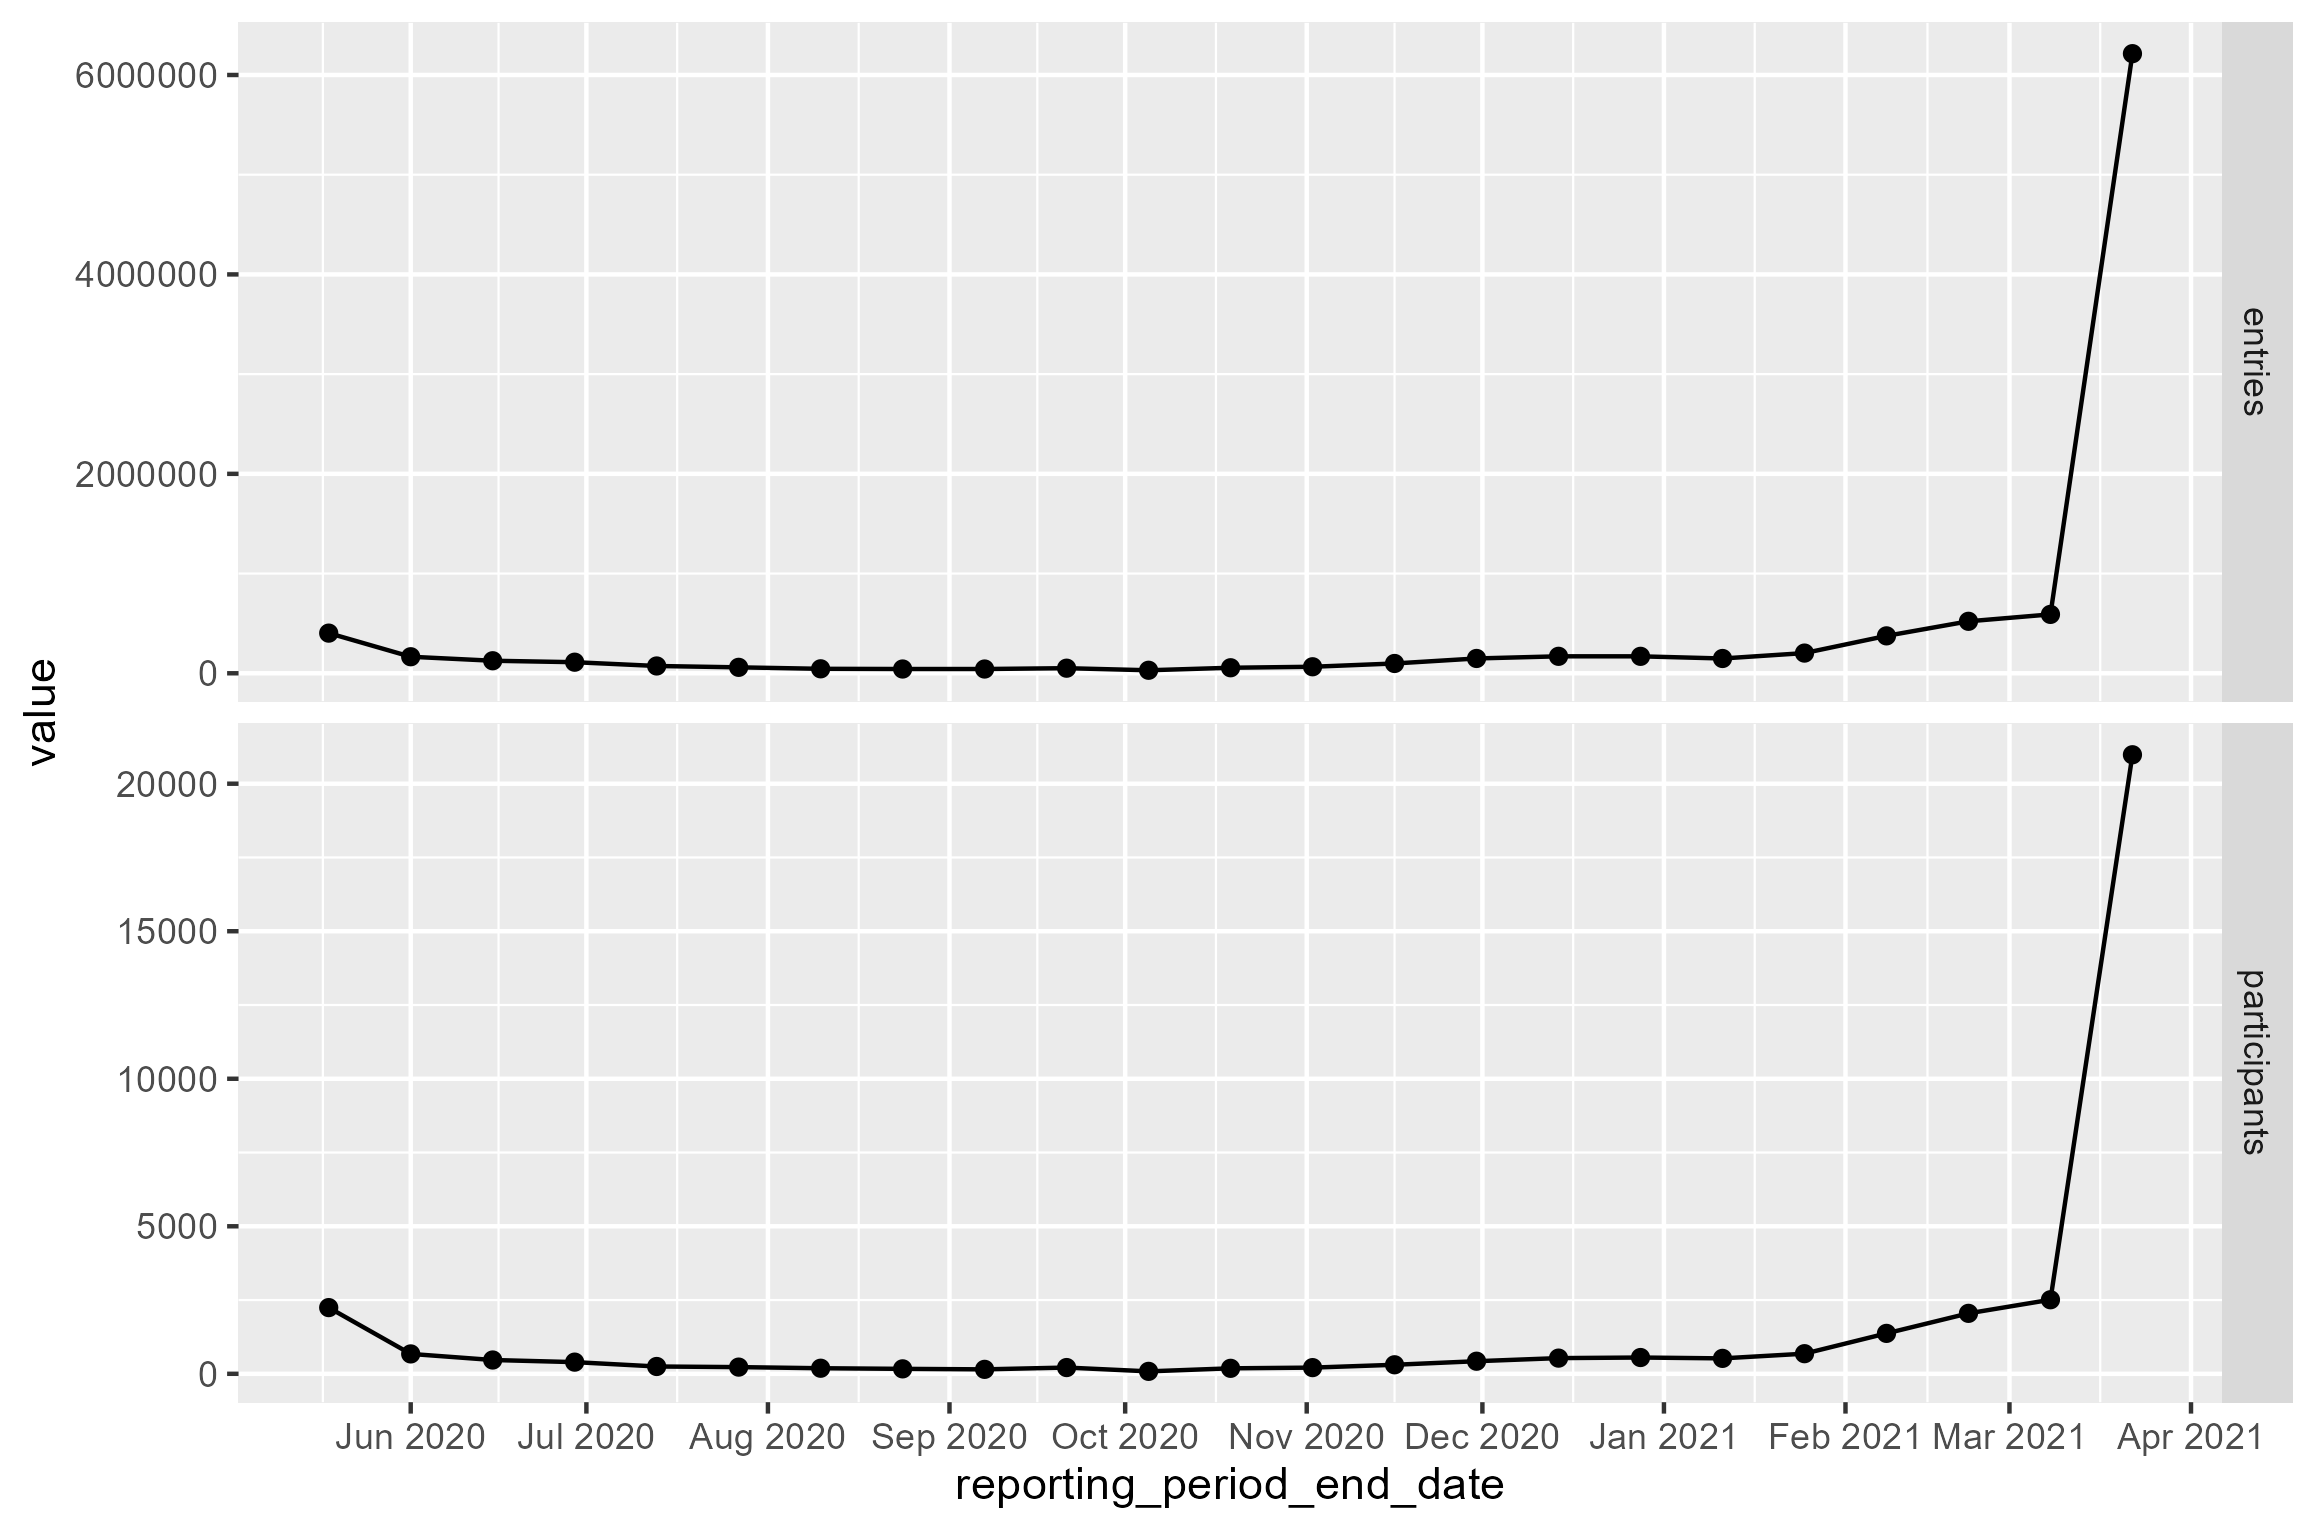 value
6000000
4000000
2000000
0
entries
20000
15000
10000
5000
0
participants
Jun 2020 Jul 2020 Aug 2020 Sep 2020 Oct 2020 Nov 2020 Dec 2020 Jan 2021 Feb 2021 Mar 2021 Apr 2021
reporting_period_end_date